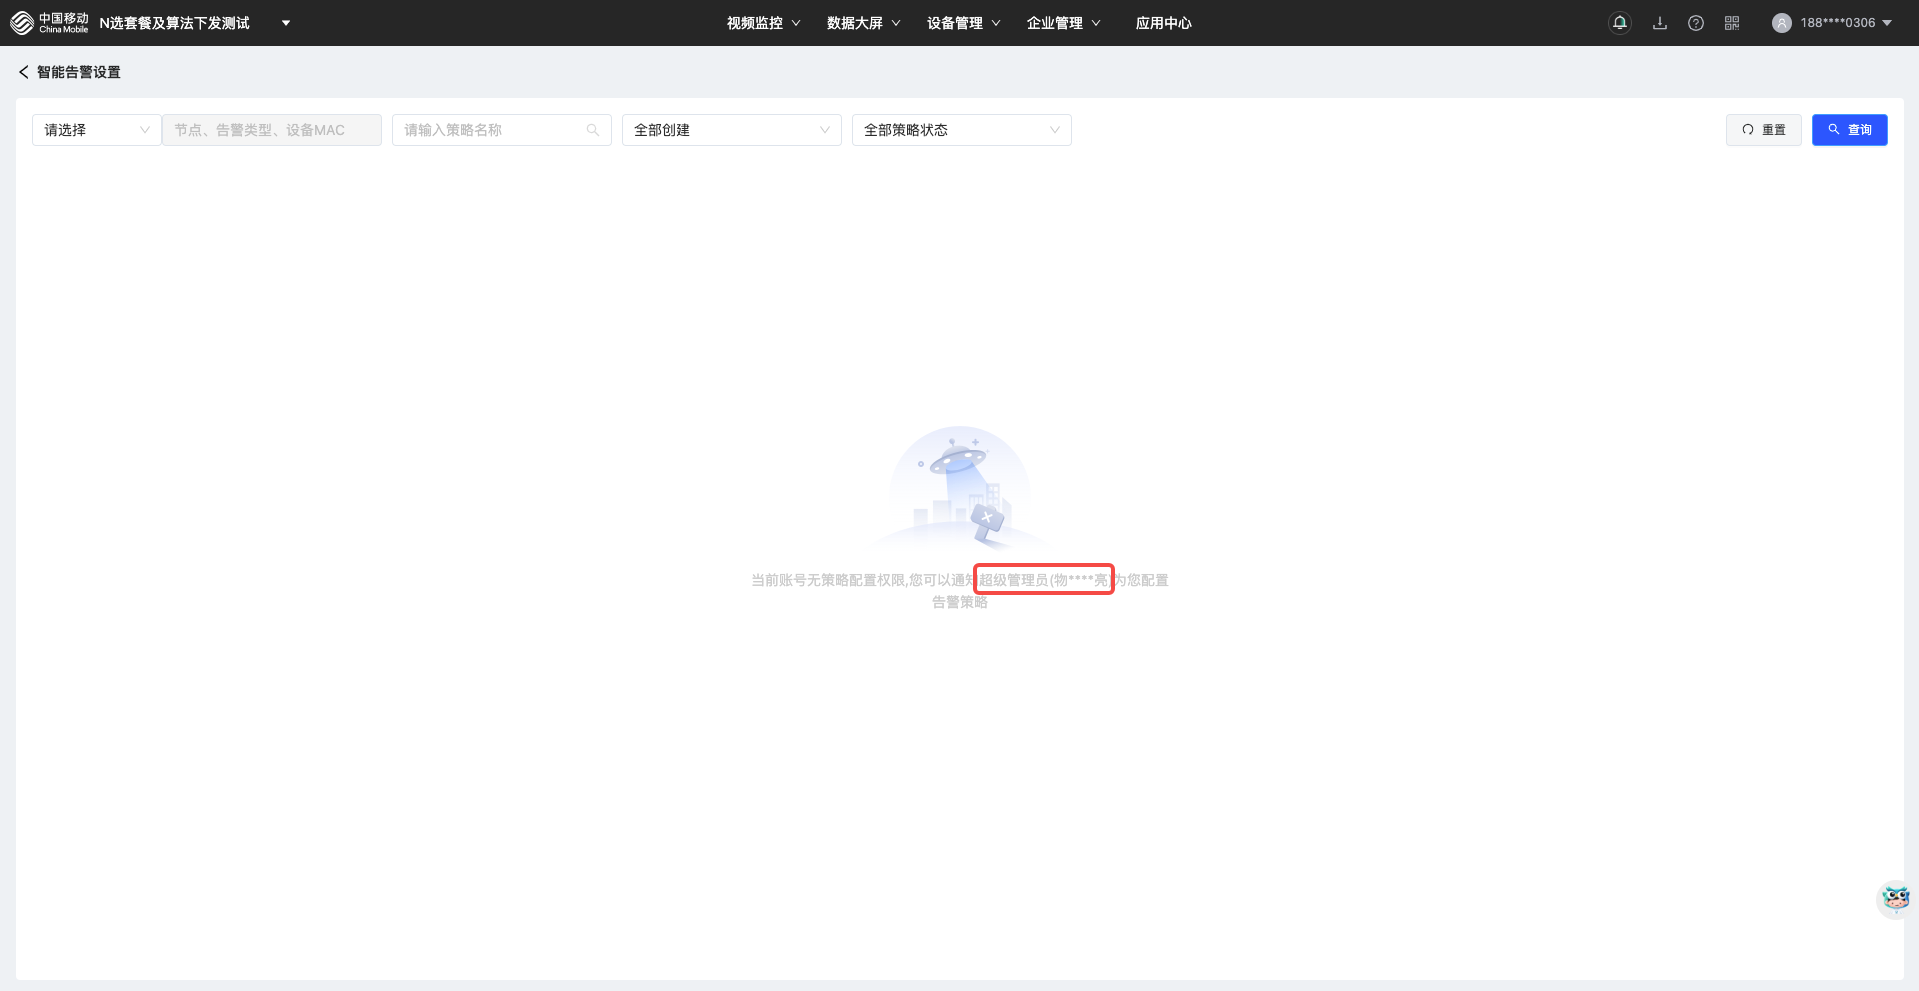 中国移动
China Mobile
N选套餐及算法下发测试
视频监控
数据大屏
设备管理
企业管理
应用中心
188****0306
智能告警设置
请选择
节点、告警类型、设备MAC
请输入策略名称
全部创建
全部策略状态
重置
查询
当前账号无策略配置权限,您可以通知超级管理员(物****亮)为您配置
告警策略